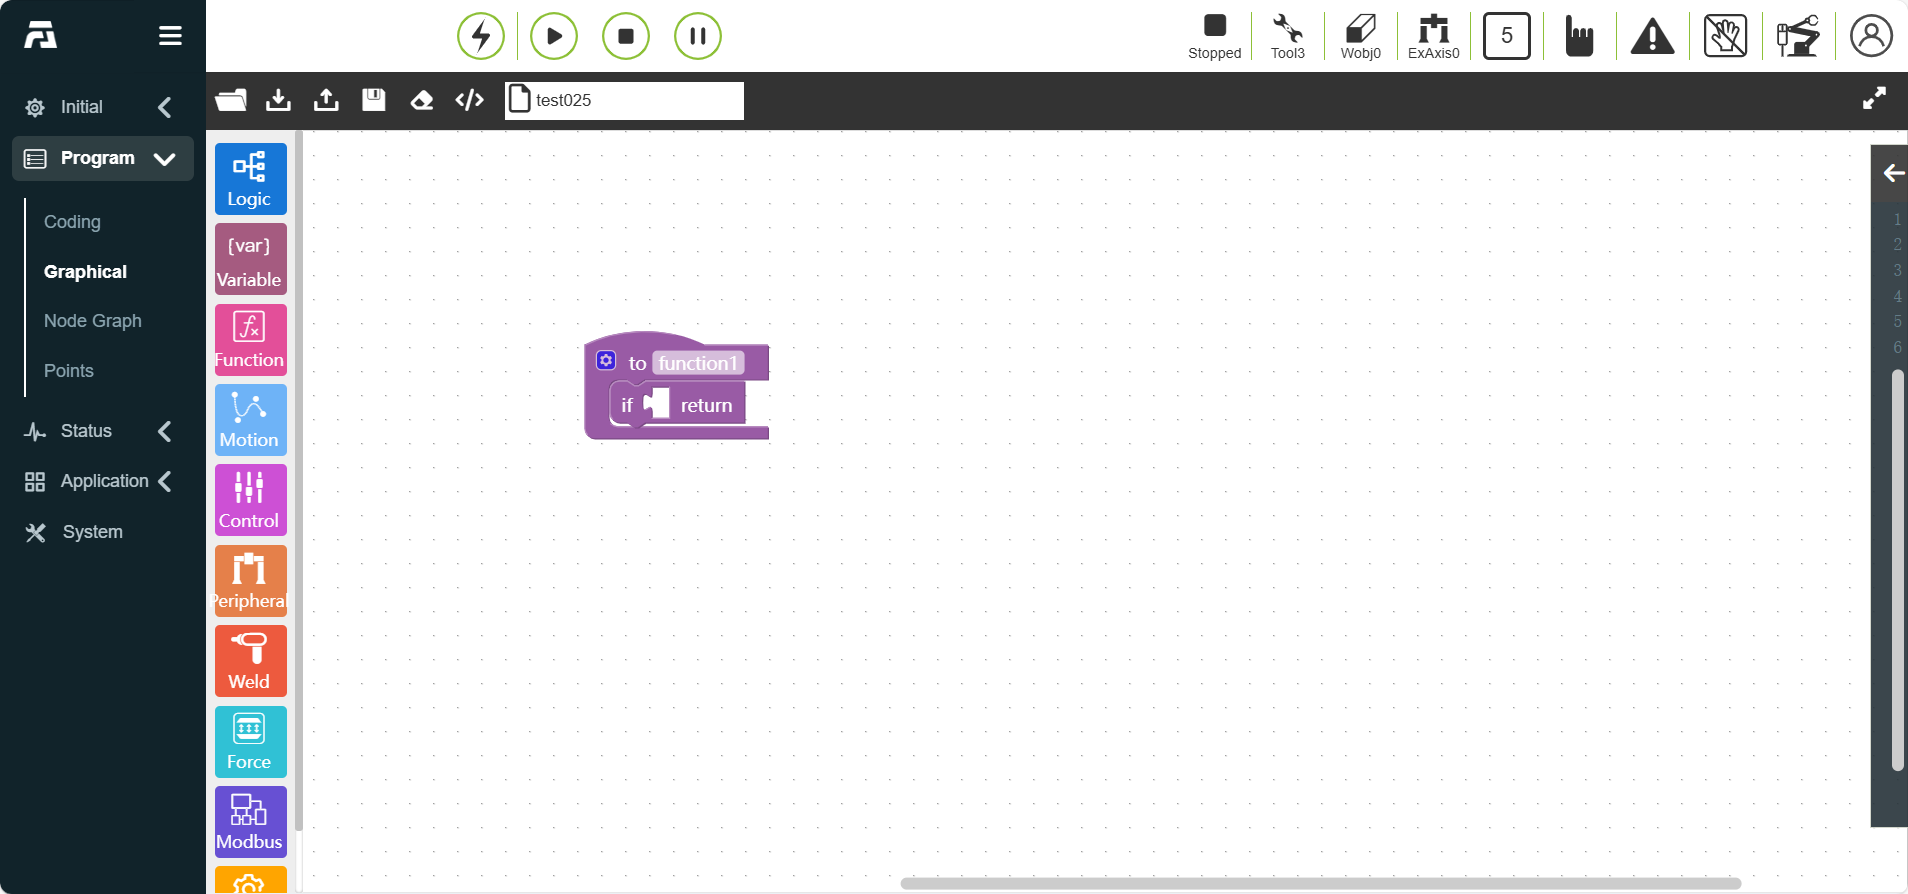 Stopped
Tool3
Wobj0
ExAxis0
5
test025
Initial
Program
Coding
Graphical
Node Graph
Points
Status
Application
System
Logic
{var}
Variable
fx
Function
Motion
Control
Peripheral
Weld
Force
Modbus
to function1
if return
1
2
3
4
5
6